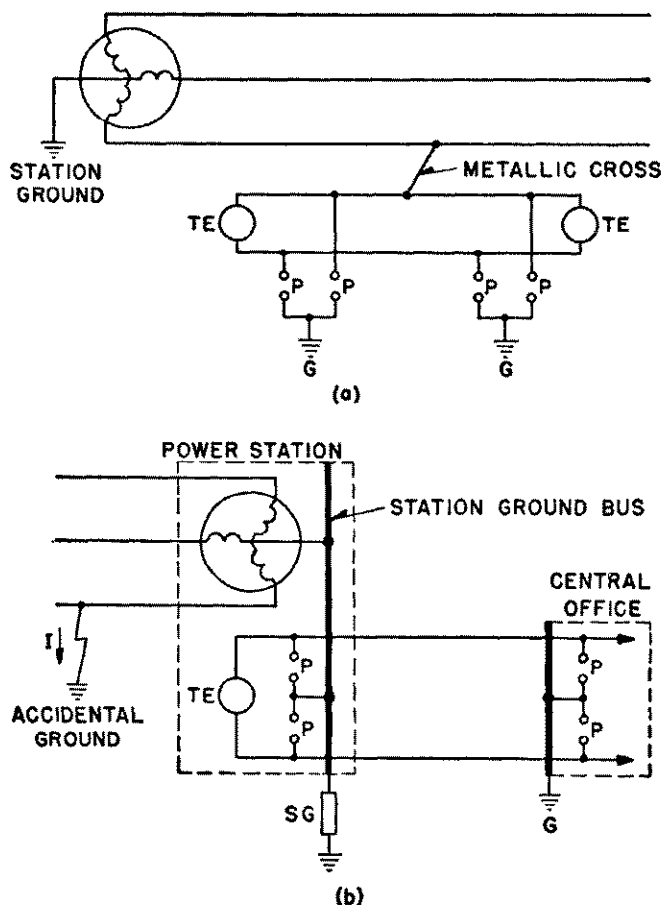 STATION
GROUND
METALLIC CROSS
TE
TE
P
P
P
P
G
G
(a)
POWER STATION
STATION GROUND BUS
CENTRAL
OFFICE
I
P
P
TE
P
P
ACCIDENTAL
GROUND
SG
G
(b)